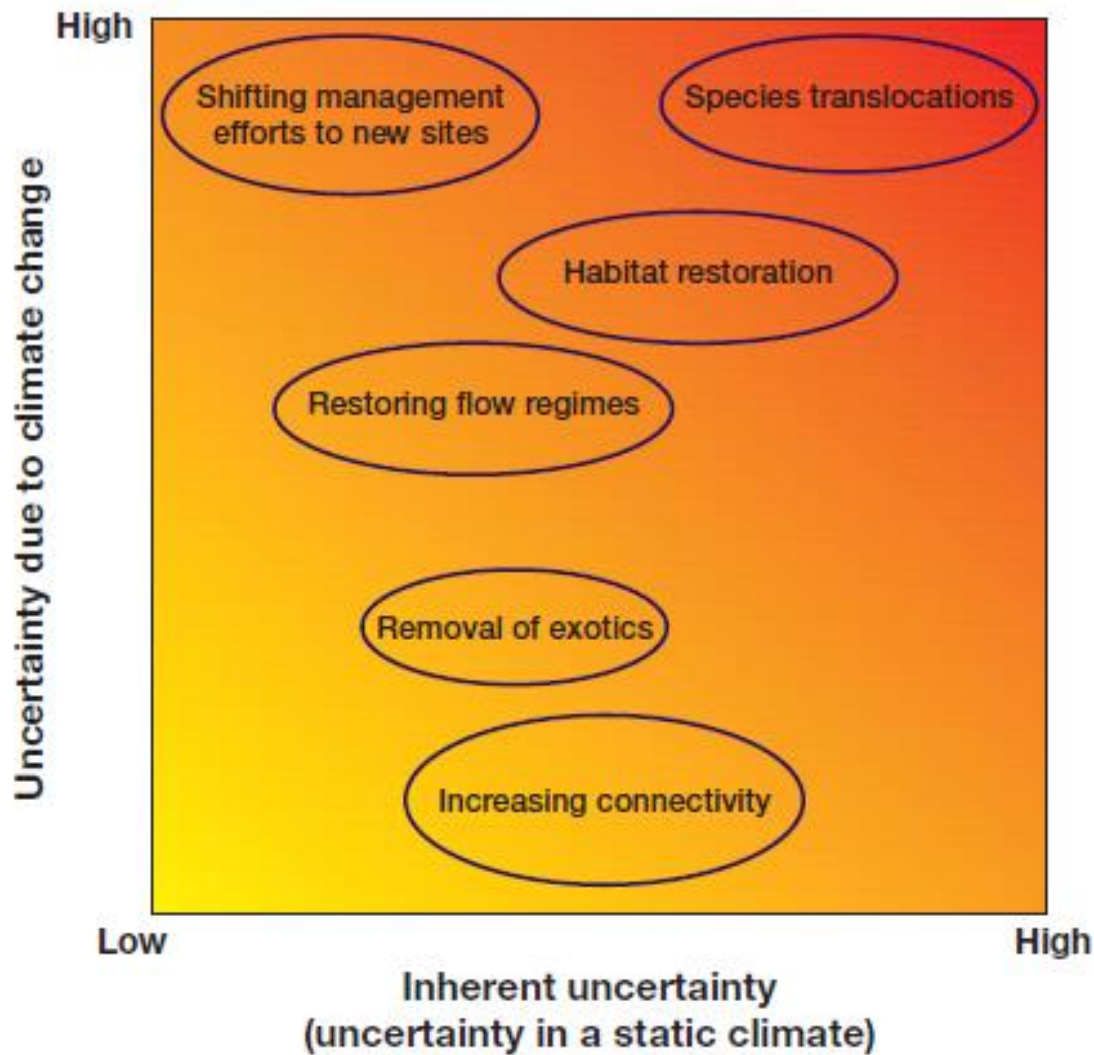 High
Shifting management
efforts to new sites
Species translocations
Habitat restoration
Restoring flow regimes
Removal of exotics
Increasing connectivity
Uncertainty due to climate change
Low
High
Inherent uncertainty
(uncertainty in a static climate)